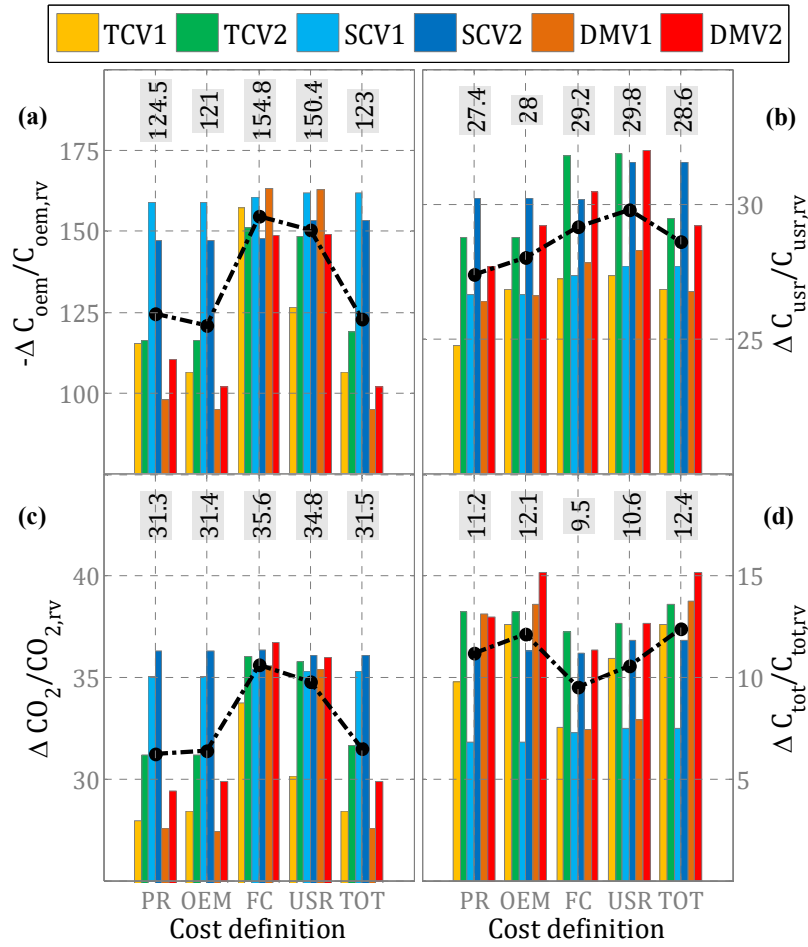 TCV1 TCV2 SCV1 SCV2 DMV1 DMV2
(a)
124.5 121 154.8 150.4 123
175
150
125
100
-Δ C_oem/C_oem,rv
(b)
27.4 28 29.2 29.8 28.6
30
25
Δ C_usr/C_usr,rv
(c)
31.3 31.4 35.6 34.8 31.5
40
35
30
Δ CO_2/CO_2,rv
PR OEM FC USR TOT
Cost definition
(d)
11.2 12.1 9.5 10.6 12.4
15
10
5
Δ C_tot/C_tot,rv
PR OEM FC USR TOT
Cost definition